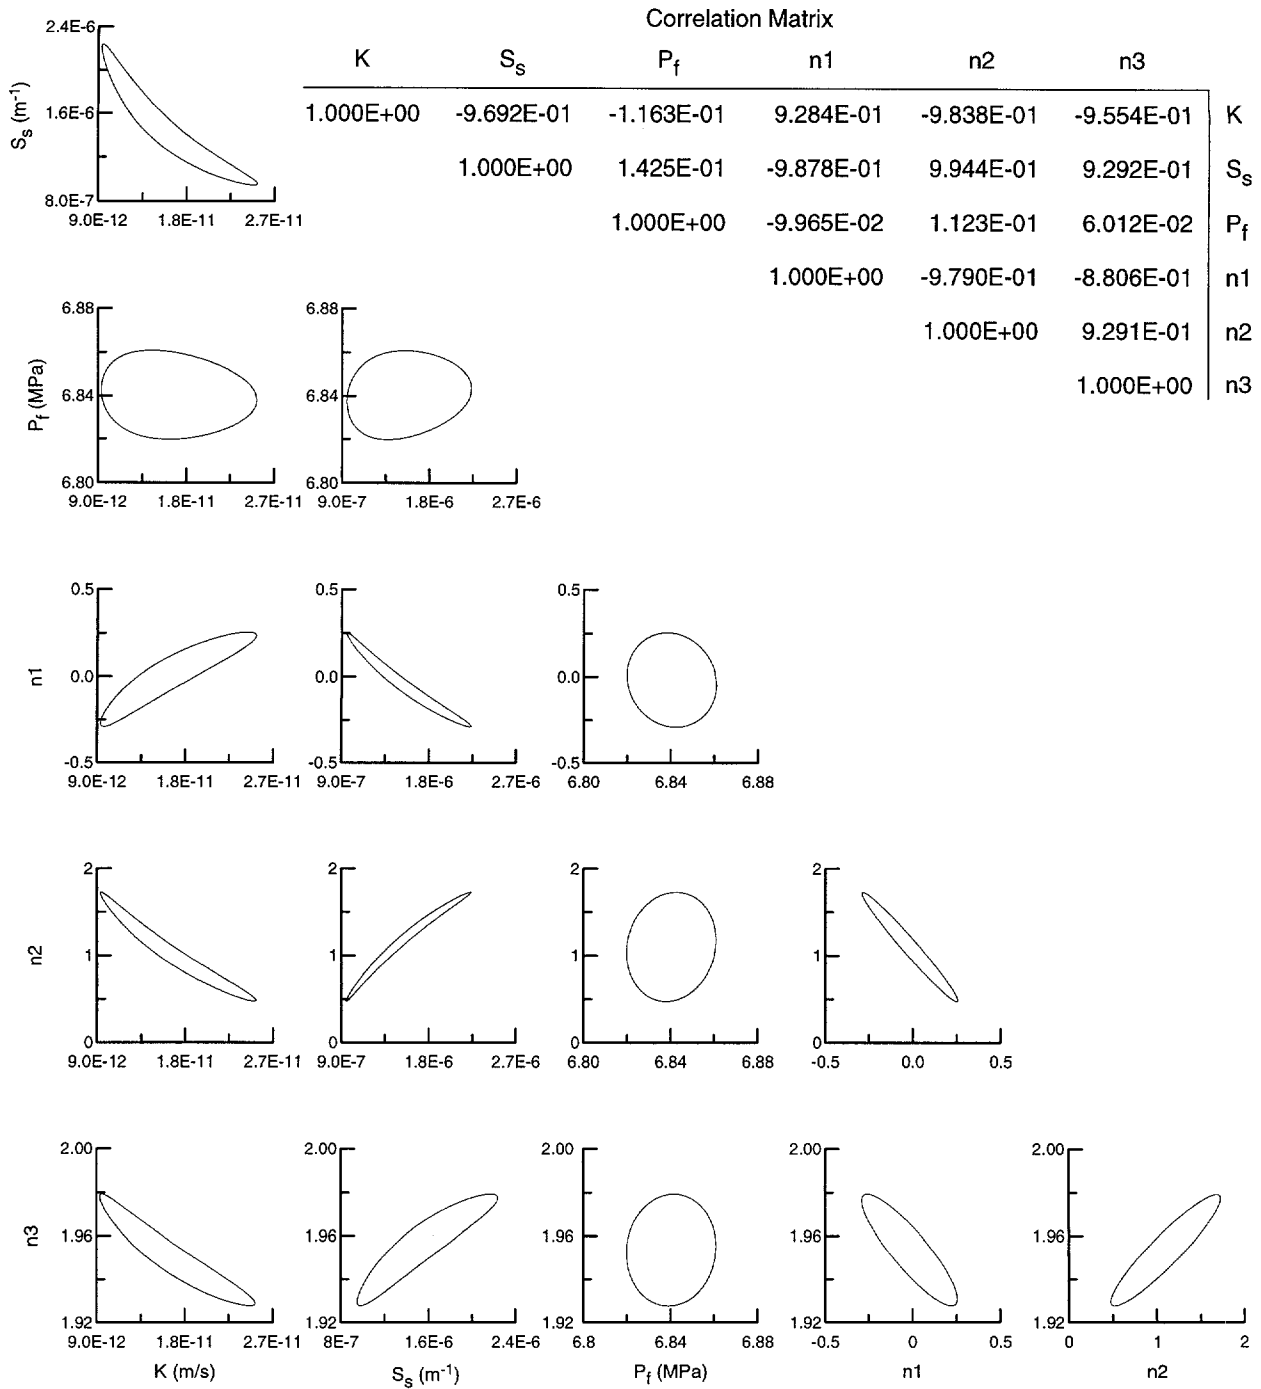 Correlation Matrix
K Ss Pf n1 n2 n3
1.000E+00 -9.692E-01 -1.163E-01 9.284E-01 -9.838E-01 -9.554E-01 K
1.000E+00 1.425E-01 -9.878E-01 9.944E-01 9.292E-01 Ss
1.000E+00 -9.965E-02 1.123E-01 6.012E-02 Pf
1.000E+00 -9.790E-01 -8.806E-01 n1
1.000E+00 9.291E-01 n2
1.000E+00 n3
2.4E-6
1.6E-6
8.0E-7
Ss (m-1)
9.0E-12 1.8E-11 2.7E-11
6.88 6.88
6.84 6.84
6.80 6.80
Pf (MPa)
9.0E-12 1.8E-11 2.7E-11 9.0E-7 1.8E-6 2.7E-6
0.5 0.5 0.5
0.0 0.0 0.0
-0.5 -0.5 -0.5
n1
9.0E-12 1.8E-11 2.7E-11 9.0E-7 1.8E-6 2.7E-6 6.80 6.84 6.88
2 2 2 2
1 1 1 1
0 0 0 0
n2
9.0E-12 1.8E-11 2.7E-11 9.0E-7 1.8E-6 2.7E-6 6.80 6.84 6.88 -0.5 0.0 0.5
2.00 2.00 2.00 2.00 2.00
1.96 1.96 1.96 1.96 1.96
1.92 1.92 1.92 1.92 1.92
n3
9.0E-12 1.8E-11 2.7E-11 8E-7 1.6E-6 2.4E-6 6.8 6.84 6.88 -0.5 0 0.5 0 1 2
K (m/s) Ss (m-1) Pf (MPa) n1 n2